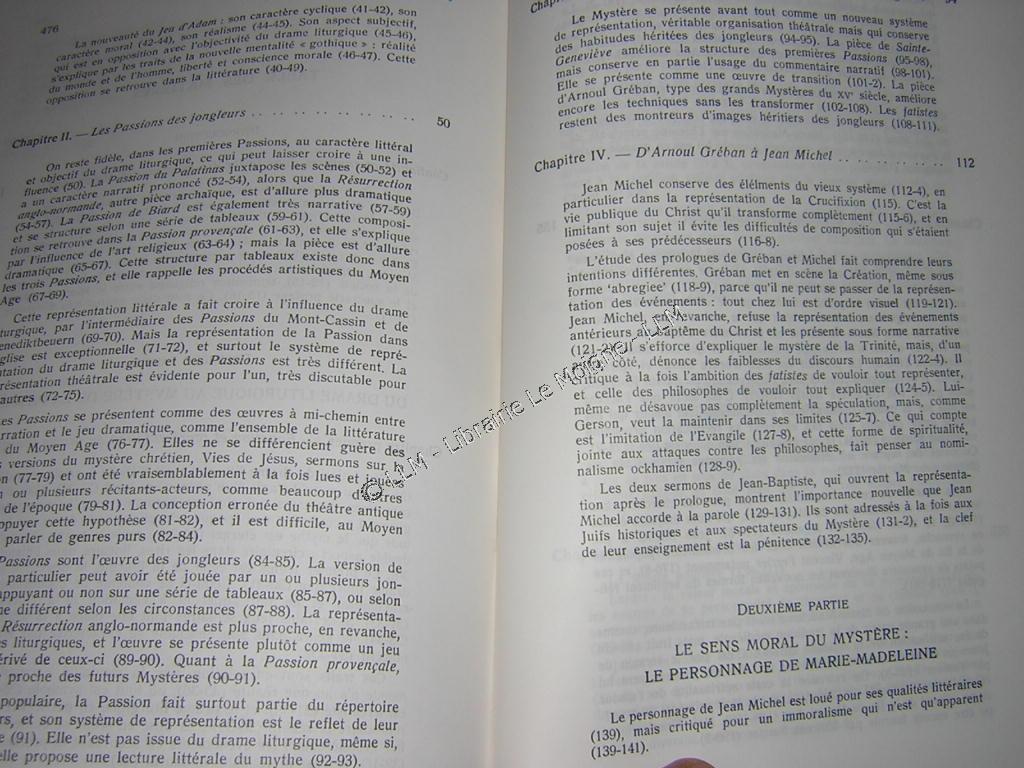 476
La nouveauté du Jeu d'Adam : son caractère cyclique (41-42), son
caractère moral (42-44), son réalisme (44-45). Son aspect subjectif,
qui est en opposition avec l'objectivité du drame liturgique (45-46),
s'explique par les traits de la nouvelle mentalité « gothique » : réalité
du monde et de l'homme, liberté et conscience morale (46-47). Cette
opposition se retrouve dans la littérature (40-49).
Chapitre II. — Les Passions des jongleurs . . . . . . . . . . . . 50
On reste fidèle, dans les premières Passions, au caractère littéral
et objectif du drame liturgique, ce qui peut laisser croire à une in-
fluence (50). La Passion du Palatinus juxtapose les scènes (50-52) et
a un caractère narratif prononcé (52-54), alors que la Résurrection
anglo-normande, autre pièce archaïque, est d'allure plus dramatique
(54-57). La Passion de Biard est également très narrative (57-59)
et se structure selon une série de tableaux (59-61). Cette composi-
tion se retrouve dans la Passion provençale (61-63), et elle s'explique
par l'influence de l'art religieux (63-64) ; mais la pièce est d'allure
dramatique (65-67). Cette structure par tableaux existe donc dans
les trois Passions, et elle rappelle les procédés artistiques du Moyen
Age (67-69).
Cette représentation littérale a fait croire à l'influence du drame
turgique, par l'intermédiaire des Passions du Mont-Cassin et de
enediktbeuern (69-70). Mais la représentation de la Passion dans
glise est exceptionnelle (71-72), et surtout le système de repré-
ntation du drame liturgique et des Passions est très différent. La
résentation théâtrale est évidente pour l'un, très discutable pour
autres (72-75).
es Passions se présentent comme des œuvres à mi-chemin entre
rration et le jeu dramatique, comme l'ensemble de la littérature
du Moyen Age (76-77). Elles ne se différencient guère des
s versions du mystère chrétien, Vies de Jésus, sermons sur la
on (77-79) et ont été vraisemblablement à la fois lues et jouées
n ou plusieurs récitants-acteurs, comme beaucoup d'œuvres
de l'époque (79-81). La conception erronée du théâtre antique
ppuyer cette hypothèse (81-82), et il est difficile, au Moyen
parler de genres purs (82-84).
Passions sont l'œuvre des jongleurs (84-85). La version de
particulier peut avoir été jouée par un ou plusieurs jon-
appuyant ou non sur une série de tableaux (85-87), ou selon
ne différent selon les circonstances (87-88). La représenta-
Résurrection anglo-normande est plus proche, en revanche,
es liturgiques, et l'œuvre se présente plutôt comme un jeu
érivé de ceux-ci (89-90). Quant à la Passion provençale,
e proche des futurs Mystères (90-91).
populaire, la Passion fait surtout partie du répertoire
rs, et son système de représentation est le reflet de leur
e (91). Elle n'est pas issue du drame liturgique, même si,
elle propose une lecture littérale du mythe (92-93).
Le Mystère se présente avant tout comme un nouveau système
de représentation, véritable organisation théâtrale mais qui conserve
des habitudes héritées des jongleurs (94-95). La pièce de Sainte-
Geneviève améliore la structure des premières Passions (95-98),
mais conserve en partie l'usage du commentaire narratif (98-101).
Elle se présente comme une œuvre de transition (101-2). La pièce
d'Arnoul Gréban, type des grands Mystères du XVe siècle, améliore
encore les techniques sans les transformer (102-108). Les fatistes
restent des montreurs d'images héritiers des jongleurs (108-111).
Chapitre IV. — D'Arnoul Gréban à Jean Michel . . . . . . . . . 112
Jean Michel conserve des élélments du vieux système (112-4), en
particulier dans la représentation de la Crucifixion (115). C'est la
vie publique du Christ qu'il transforme complètement (115-6), et en
limitant son sujet il évite les difficultés de composition qui s'étaient
posées à ses prédécesseurs (116-8).
L'étude des prologues de Gréban et Michel fait comprendre leurs
intentions différentes. Gréban met en scène la Création, même sous
forme 'abregiee' (118-9), parce qu'il ne peut se passer de la représen-
tation des événements : tout chez lui est d'ordre visuel (119-121).
Jean Michel, en revanche, refuse la représentation des événements
antérieurs au baptême du Christ et les présente sous forme narrative
(121-2). Il s'efforce d'expliquer le mystère de la Trinité, mais, d'un
autre côté, dénonce les faiblesses du discours humain (122-4). Il
critique à la fois l'ambition des fatistes de vouloir tout représenter,
et celle des philosophes de vouloir tout expliquer (124-5). Lui-
même ne désavoue pas complètement la spéculation, mais, comme
Gerson, veut la maintenir dans ses limites (125-7). Ce qui compte
est l'imitation de l'Evangile (127-8), et cette forme de spiritualité,
jointe aux attaques contre les philosophes, fait penser au nomi-
nalisme ockhamien (128-9).
Les deux sermons de Jean-Baptiste, qui ouvrent la représenta-
tion après le prologue, montrent l'importance nouvelle que Jean
Michel accorde à la parole (129-131). Ils sont adressés à la fois aux
Juifs historiques et aux spectateurs du Mystère (131-2), et la clef
de leur enseignement est la pénitence (132-135).
DEUXIÈME PARTIE
LE SENS MORAL DU MYSTÈRE :
LE PERSONNAGE DE MARIE-MADELEINE
Le personnage de Jean Michel est loué pour ses qualités littéraires
(139), mais critiqué pour un immoralisme qui n'est qu'apparent
(139-141).
© LLM - Librairie Le Moigner - LLM